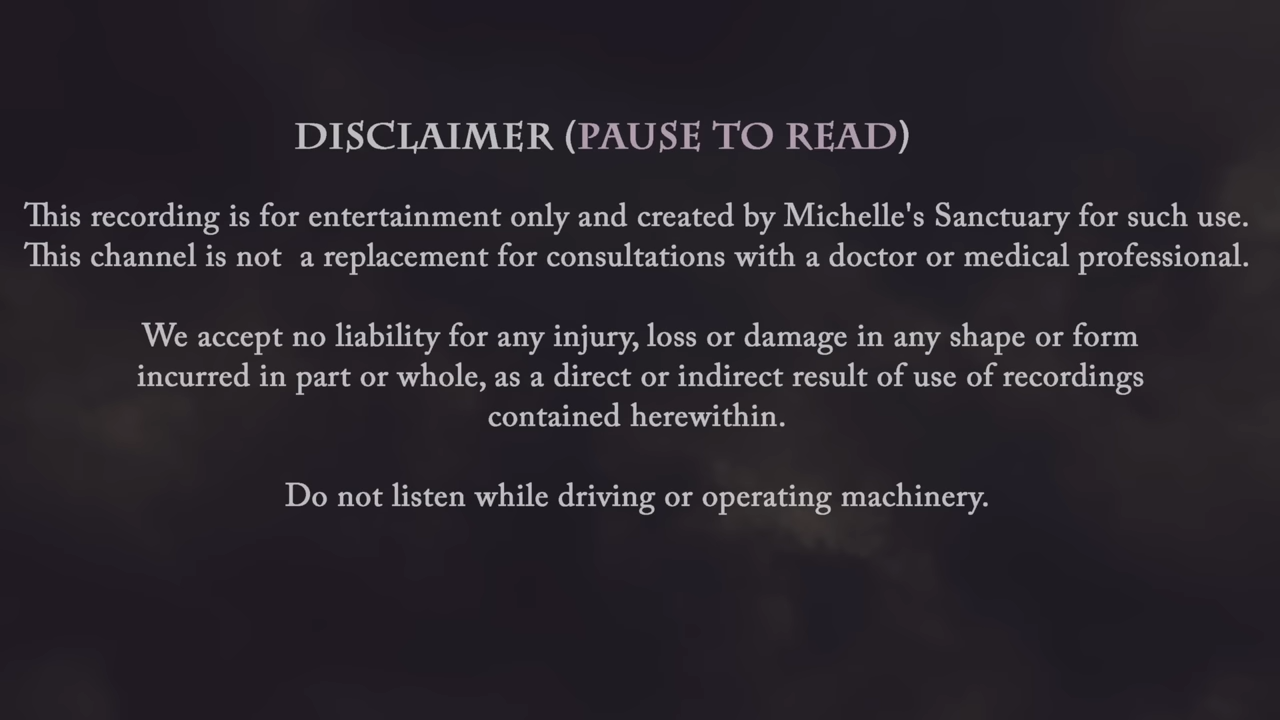 DISCLAIMER (PAUSE TO READ)
This recording is for entertainment only and created by Michelle's Sanctuary for such use.
This channel is not  a replacement for consultations with a doctor or medical professional.
We accept no liability for any injury, loss or damage in any shape or form
incurred in part or whole, as a direct or indirect result of use of recordings
contained herewithin.
Do not listen while driving or operating machinery.